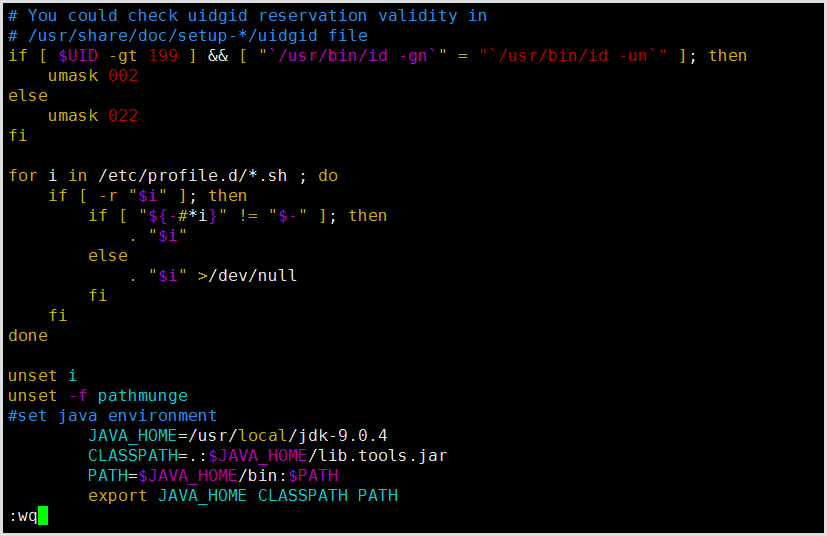 # You could check uidgid reservation validity in
# /usr/share/doc/setup-*/uidgid file
if [ $UID -gt 199 ] && [ "`/usr/bin/id -gn`" = "`/usr/bin/id -un`" ]; then
    umask 002
else
    umask 022
fi

for i in /etc/profile.d/*.sh ; do
    if [ -r "$i" ]; then
        if [ "${-#*i}" != "$-" ]; then
            . "$i"
        else
            . "$i" >/dev/null
        fi
    fi
done

unset i
unset -f pathmunge
#set java environment
        JAVA_HOME=/usr/local/jdk-9.0.4
        CLASSPATH=.:$JAVA_HOME/lib.tools.jar
        PATH=$JAVA_HOME/bin:$PATH
        export JAVA_HOME CLASSPATH PATH
:wq